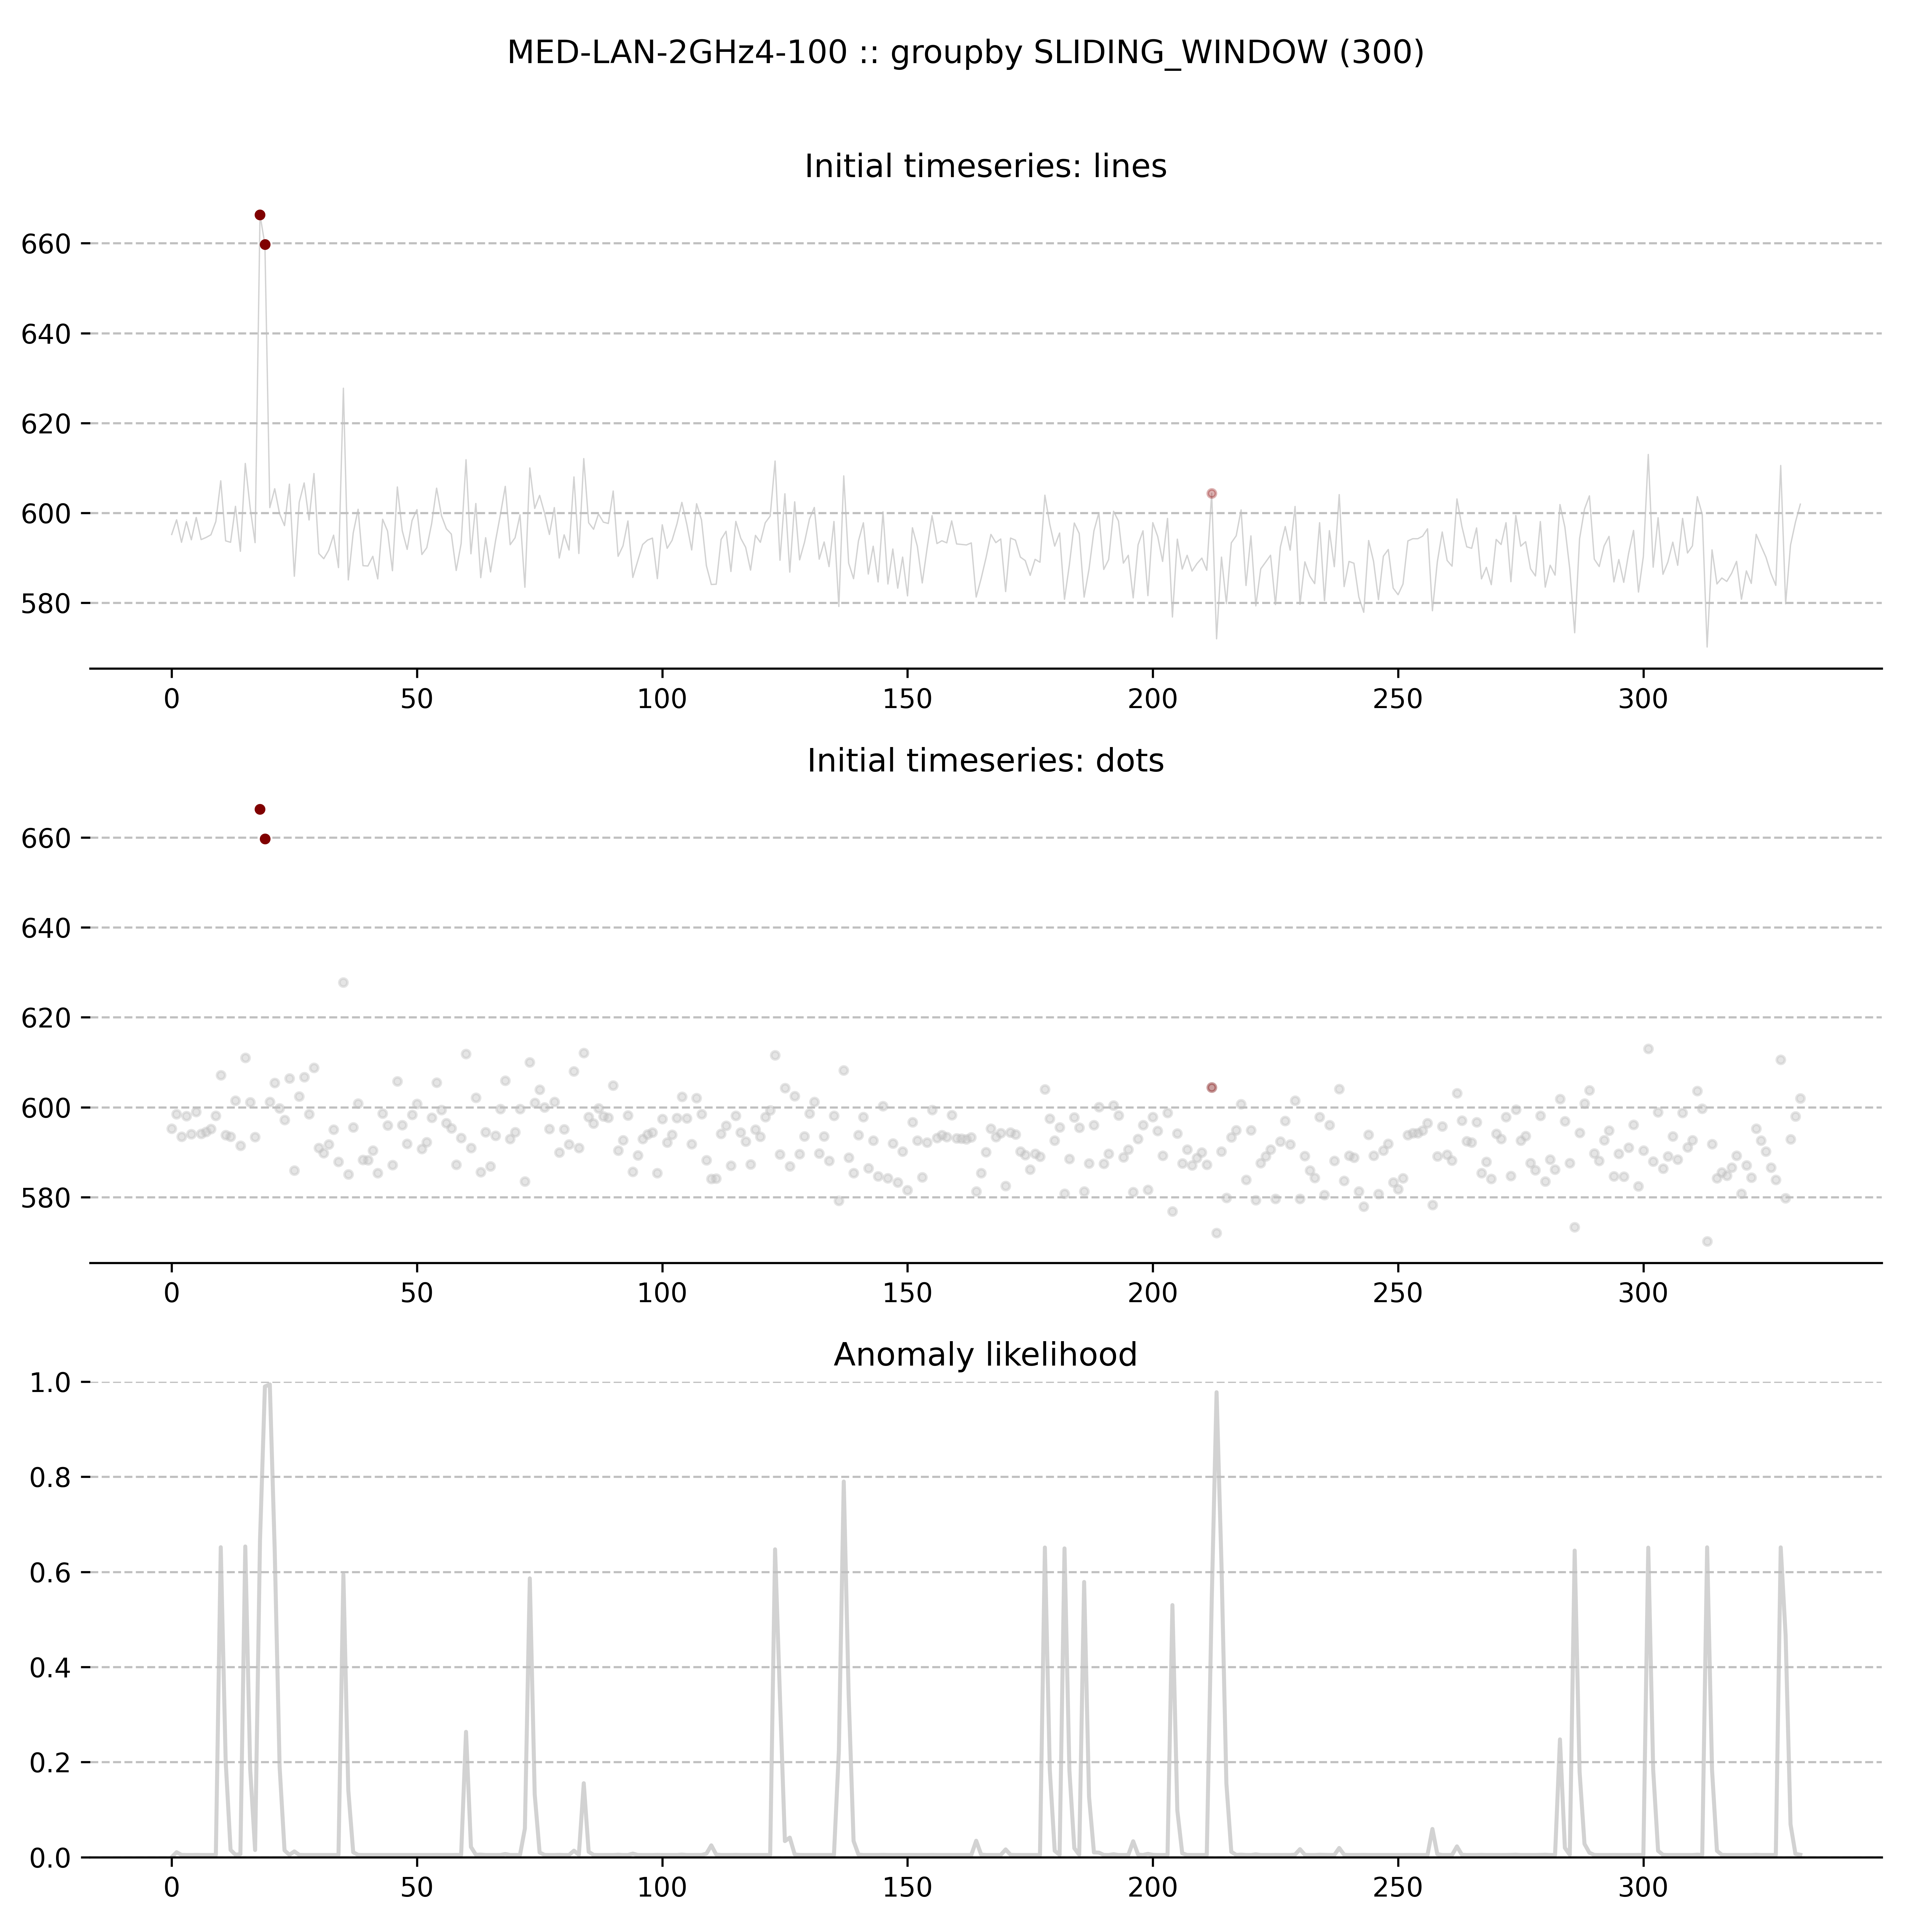 MED-LAN-2GHz4-100 :: groupby SLIDING_WINDOW (300)
Initial timeseries: lines
660
640
620
600
580
0 50 100 150 200 250 300
Initial timeseries: dots
660
640
620
600
580
0 50 100 150 200 250 300
Anomaly likelihood
1.0
0.8
0.6
0.4
0.2
0.0
0 50 100 150 200 250 300